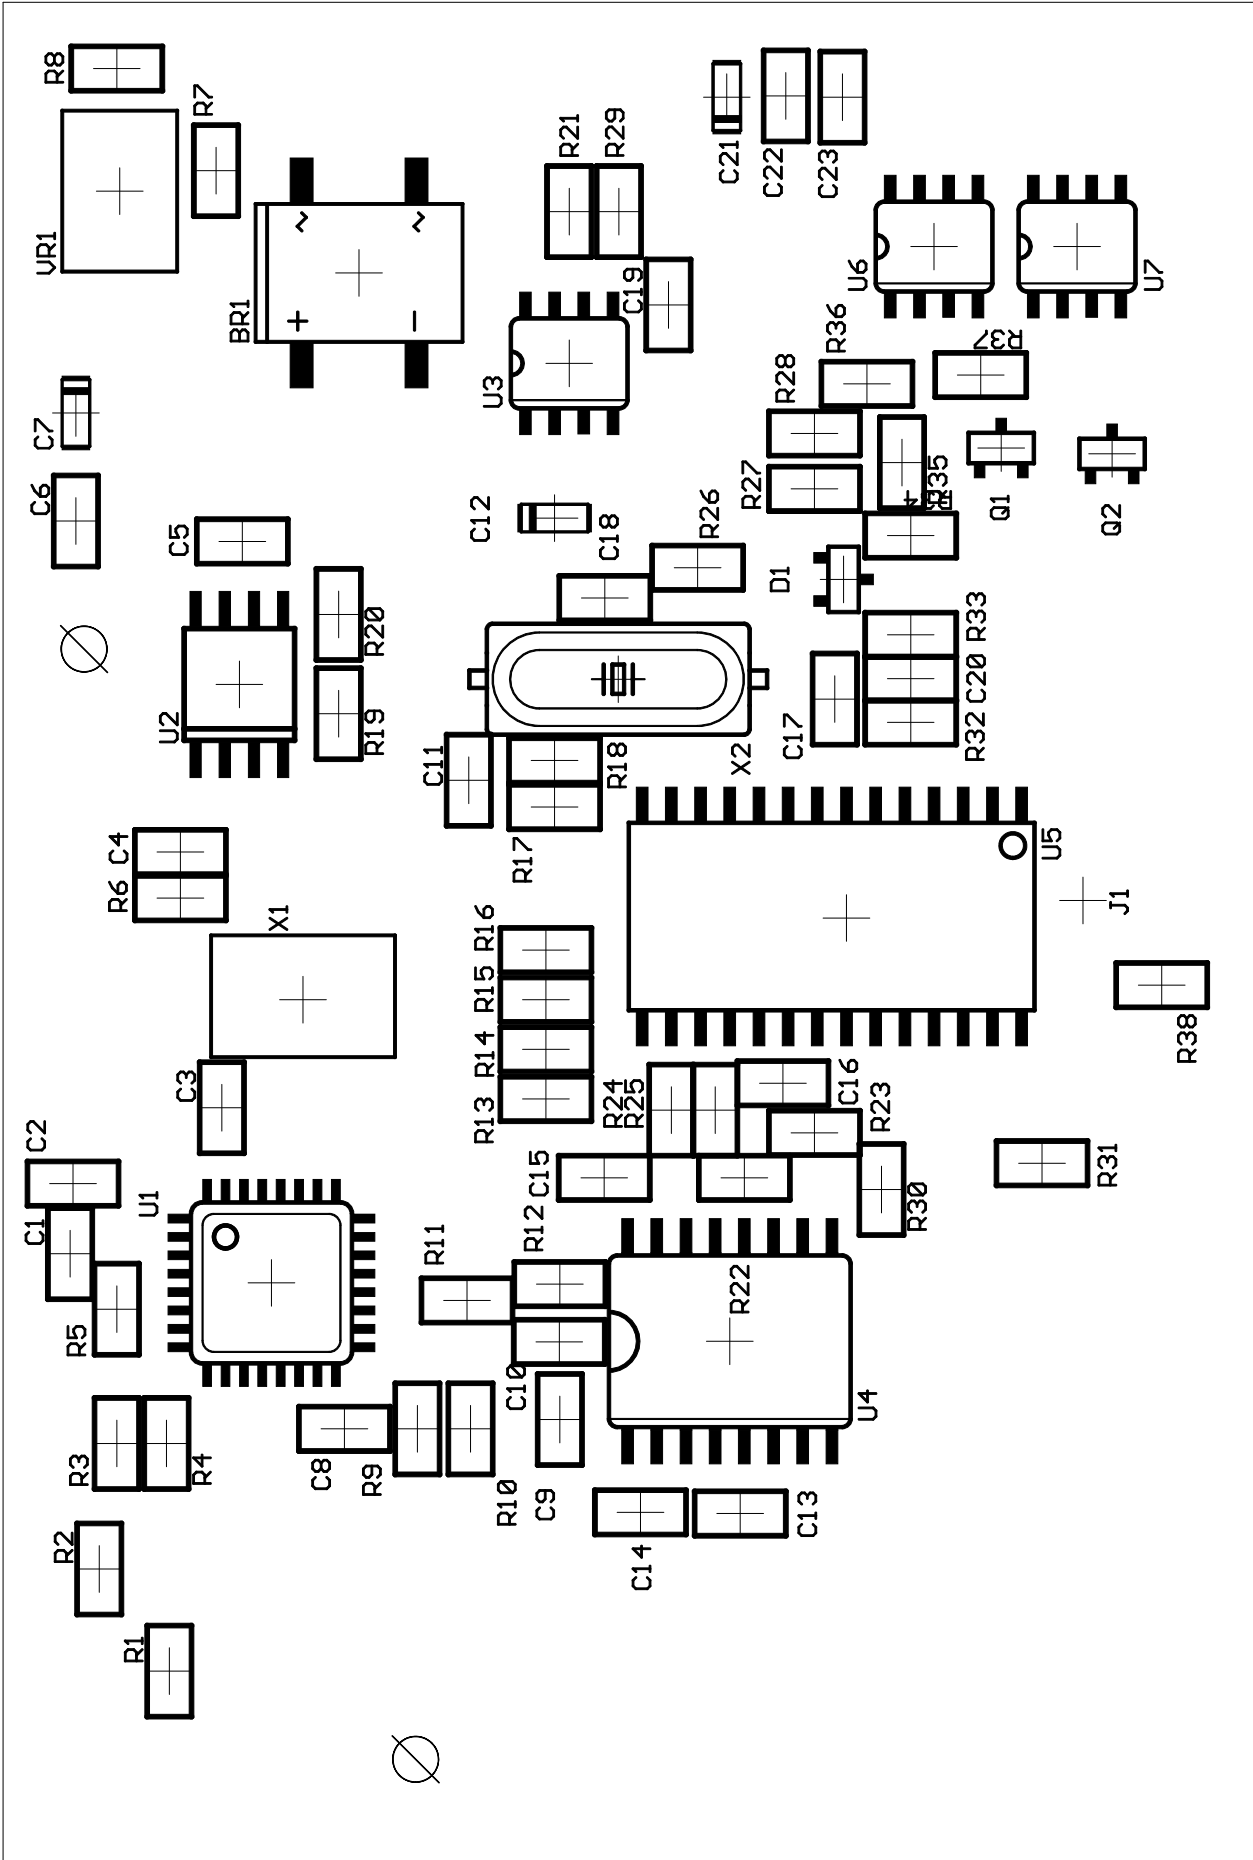 R8
R7
VR1
R21
R29
C21
C22
C23
~
~
BR1
+
−
C19
U6
U7
U3
R36
R37
R28
C7
C6
R27
R35
C5
C12
C18
R26
Q1
Q2
D1
R20
R33
C20
U2
R19
C11
R18
X2
C17
R32
C4
R17
U5
R6
X1
R16
J1
R15
R14
R38
C3
R13
R24
R25
C16
R23
C2
C15
R31
U1
C1
R12
R11
R30
R22
R5
C10
U4
R3
R4
C8
R9
R10
C9
C13
R2
C14
R1